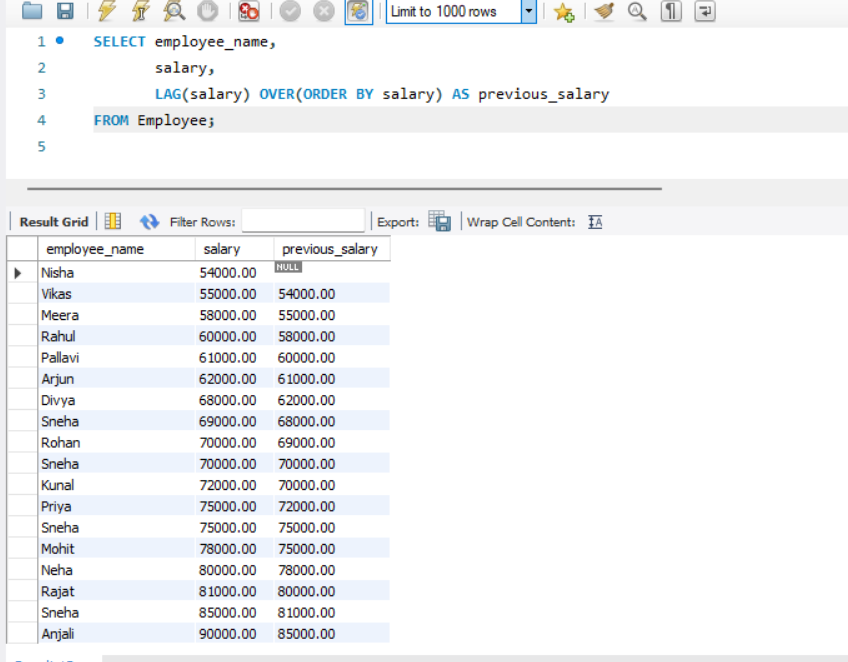 Limit to 1000 rows
1 SELECT employee_name,
2 salary,
3 LAG(salary) OVER(ORDER BY salary) AS previous_salary
4 FROM Employee;
5
Result Grid Filter Rows: Export: Wrap Cell Content: IA
employee_name salary previous_salary
Nisha 54000.00 NULL
Vikas 55000.00 54000.00
Meera 58000.00 55000.00
Rahul 60000.00 58000.00
Pallavi 61000.00 60000.00
Arjun 62000.00 61000.00
Divya 68000.00 62000.00
Sneha 69000.00 68000.00
Rohan 70000.00 69000.00
Sneha 70000.00 70000.00
Kunal 72000.00 70000.00
Priya 75000.00 72000.00
Sneha 75000.00 75000.00
Mohit 78000.00 75000.00
Neha 80000.00 78000.00
Rajat 81000.00 80000.00
Sneha 85000.00 81000.00
Anjali 90000.00 85000.00